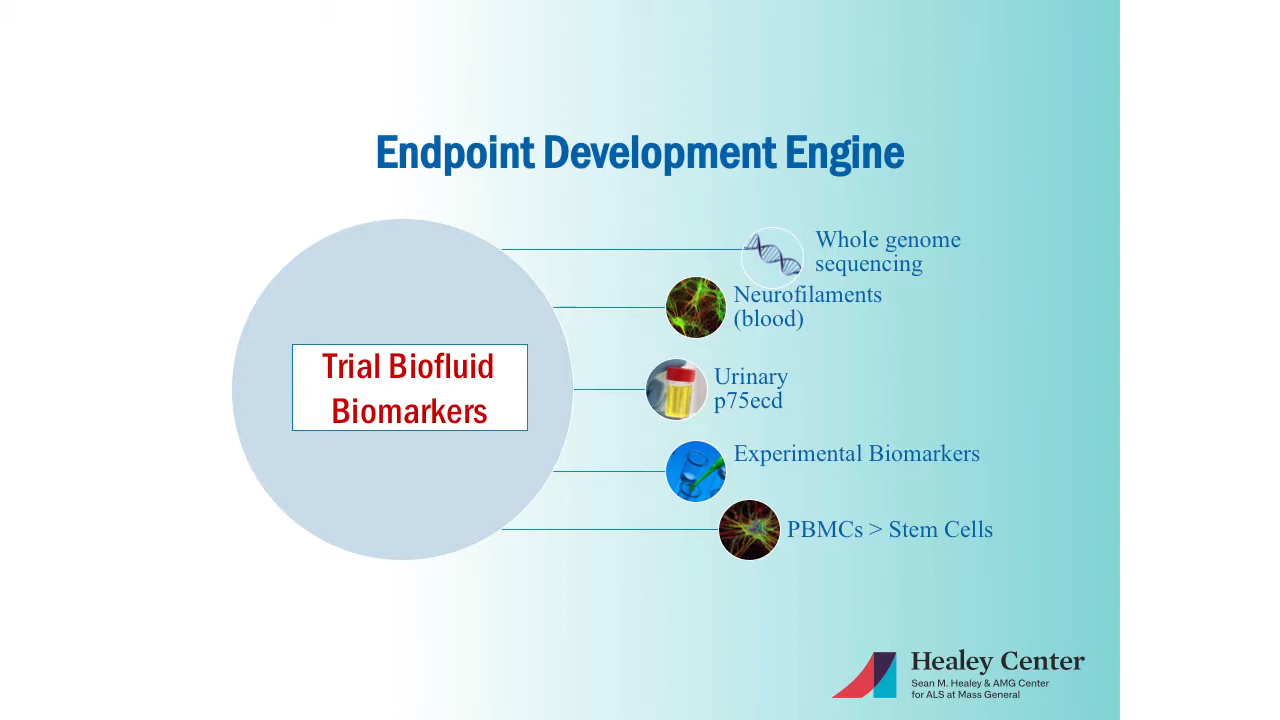 Endpoint Development Engine
Trial Biofluid
Biomarkers
Whole genome
sequencing
Neurofilaments
(blood)
Urinary
p75ecd
Experimental Biomarkers
PBMCs > Stem Cells
Healey Center
Sean M. Healey & AMG Center
for ALS at Mass General